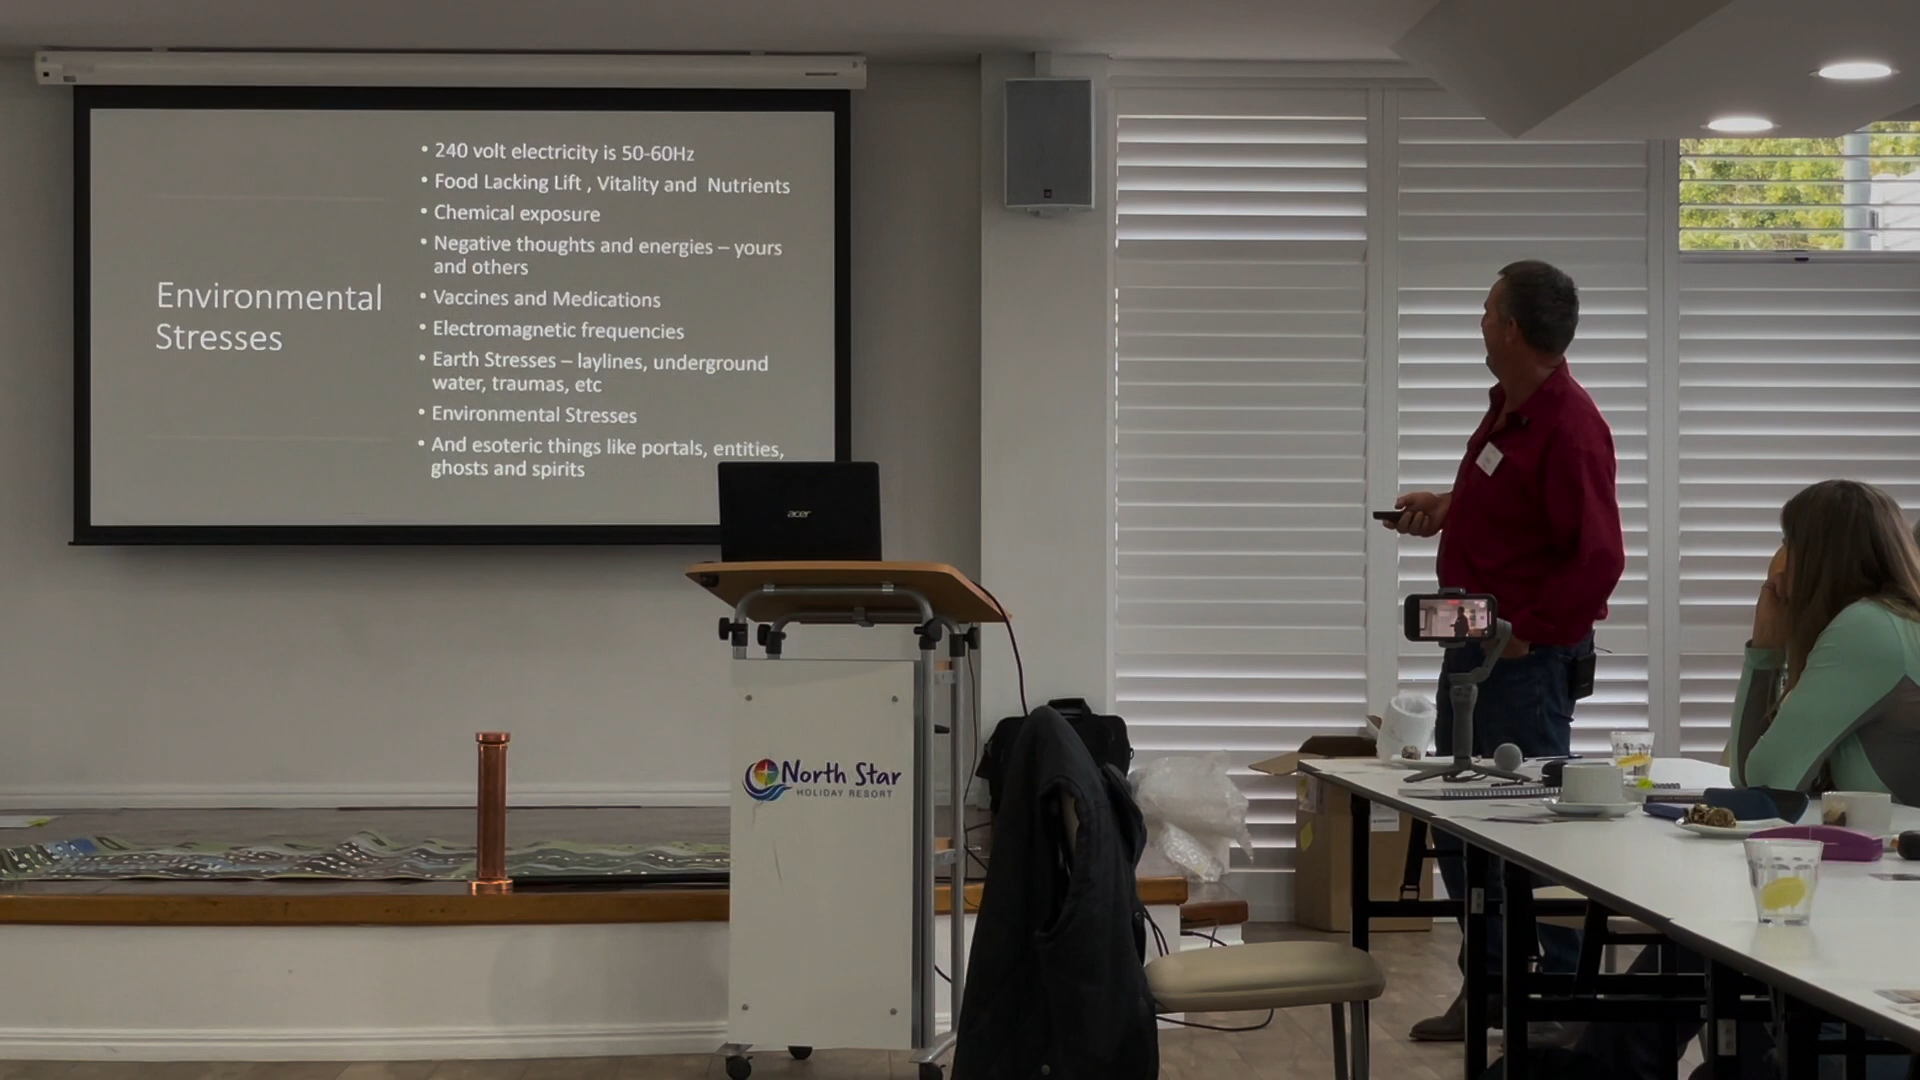 Environmental
Stresses
• 240 volt electricity is 50-60Hz
• Food Lacking Lift , Vitality and Nutrients
• Chemical exposure
• Negative thoughts and energies – yours
and others
• Vaccines and Medications
• Electromagnetic frequencies
• Earth Stresses – laylines, underground
water, traumas, etc
• Environmental Stresses
• And esoteric things like portals, entities,
ghosts and spirits
acer
North Star
HOLIDAY RESORT